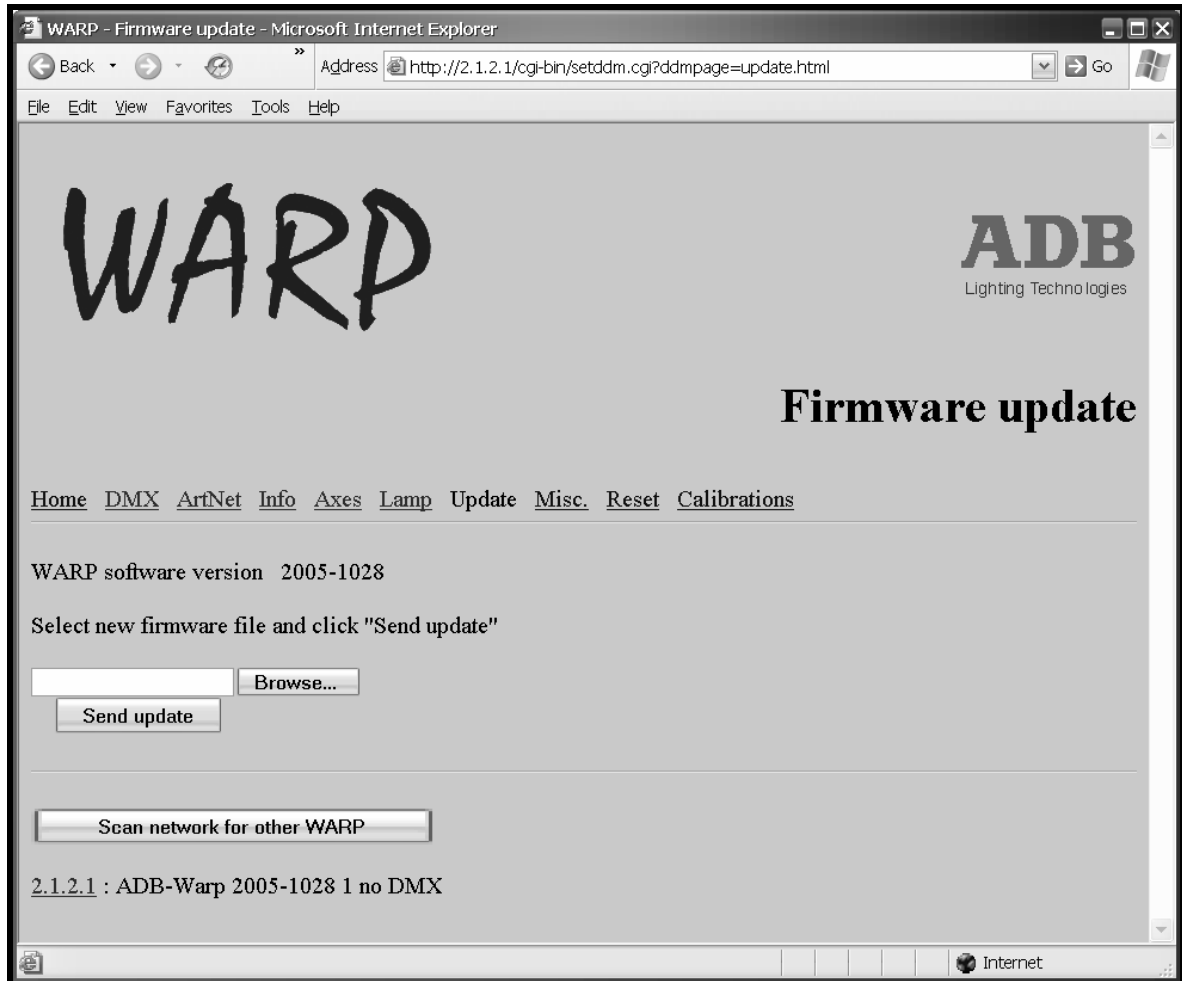 WARP - Firmware update - Microsoft Internet Explorer
Back » Address http://2.1.2.1/cgi-bin/setddm.cgi?ddmpage=update.html Go
File Edit View Favorites Tools Help
WARP
ADB
Lighting Technologies
Firmware update
Home DMX ArtNet Info Axes Lamp Update Misc. Reset Calibrations
WARP software version 2005-1028
Select new firmware file and click "Send update"
Browse...
Send update
Scan network for other WARP
2.1.2.1 : ADB-Warp 2005-1028 1 no DMX
Internet